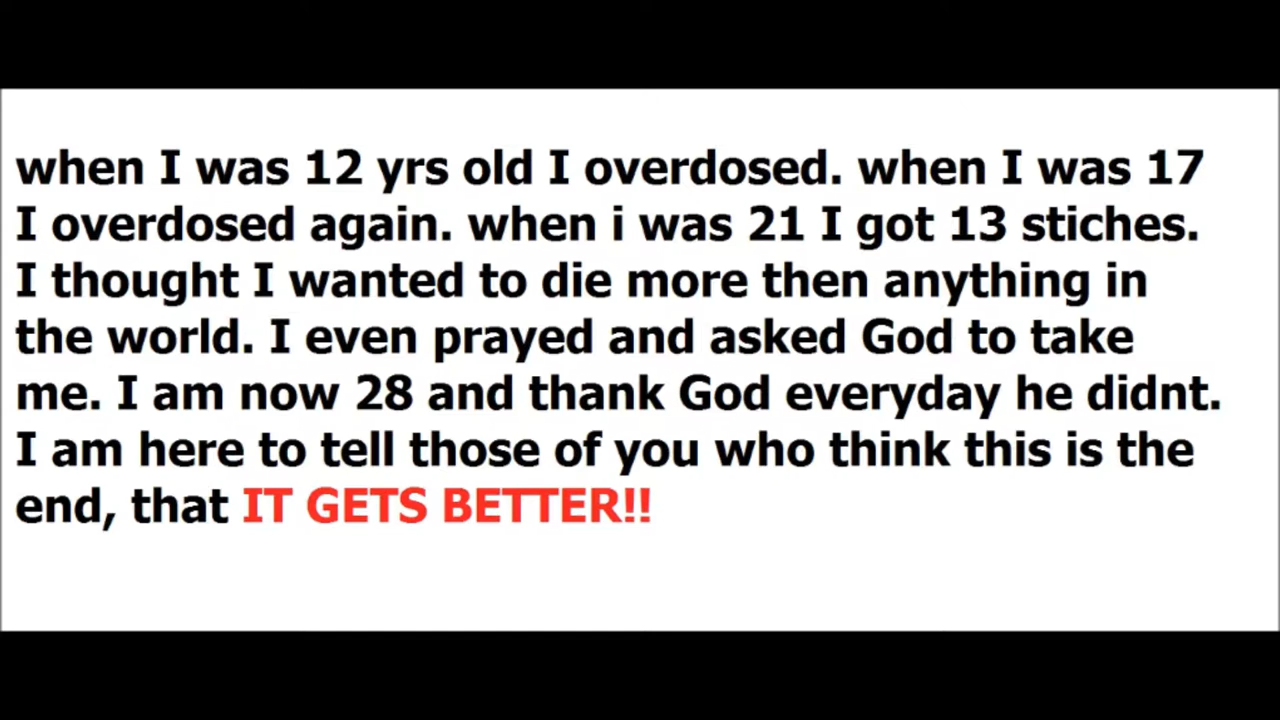 when I was 12 yrs old I overdosed. when I was 17
I overdosed again. when i was 21 I got 13 stiches.
I thought I wanted to die more then anything in
the world. I even prayed and asked God to take
me. I am now 28 and thank God everyday he didnt.
I am here to tell those of you who think this is the
end, that IT GETS BETTER!!